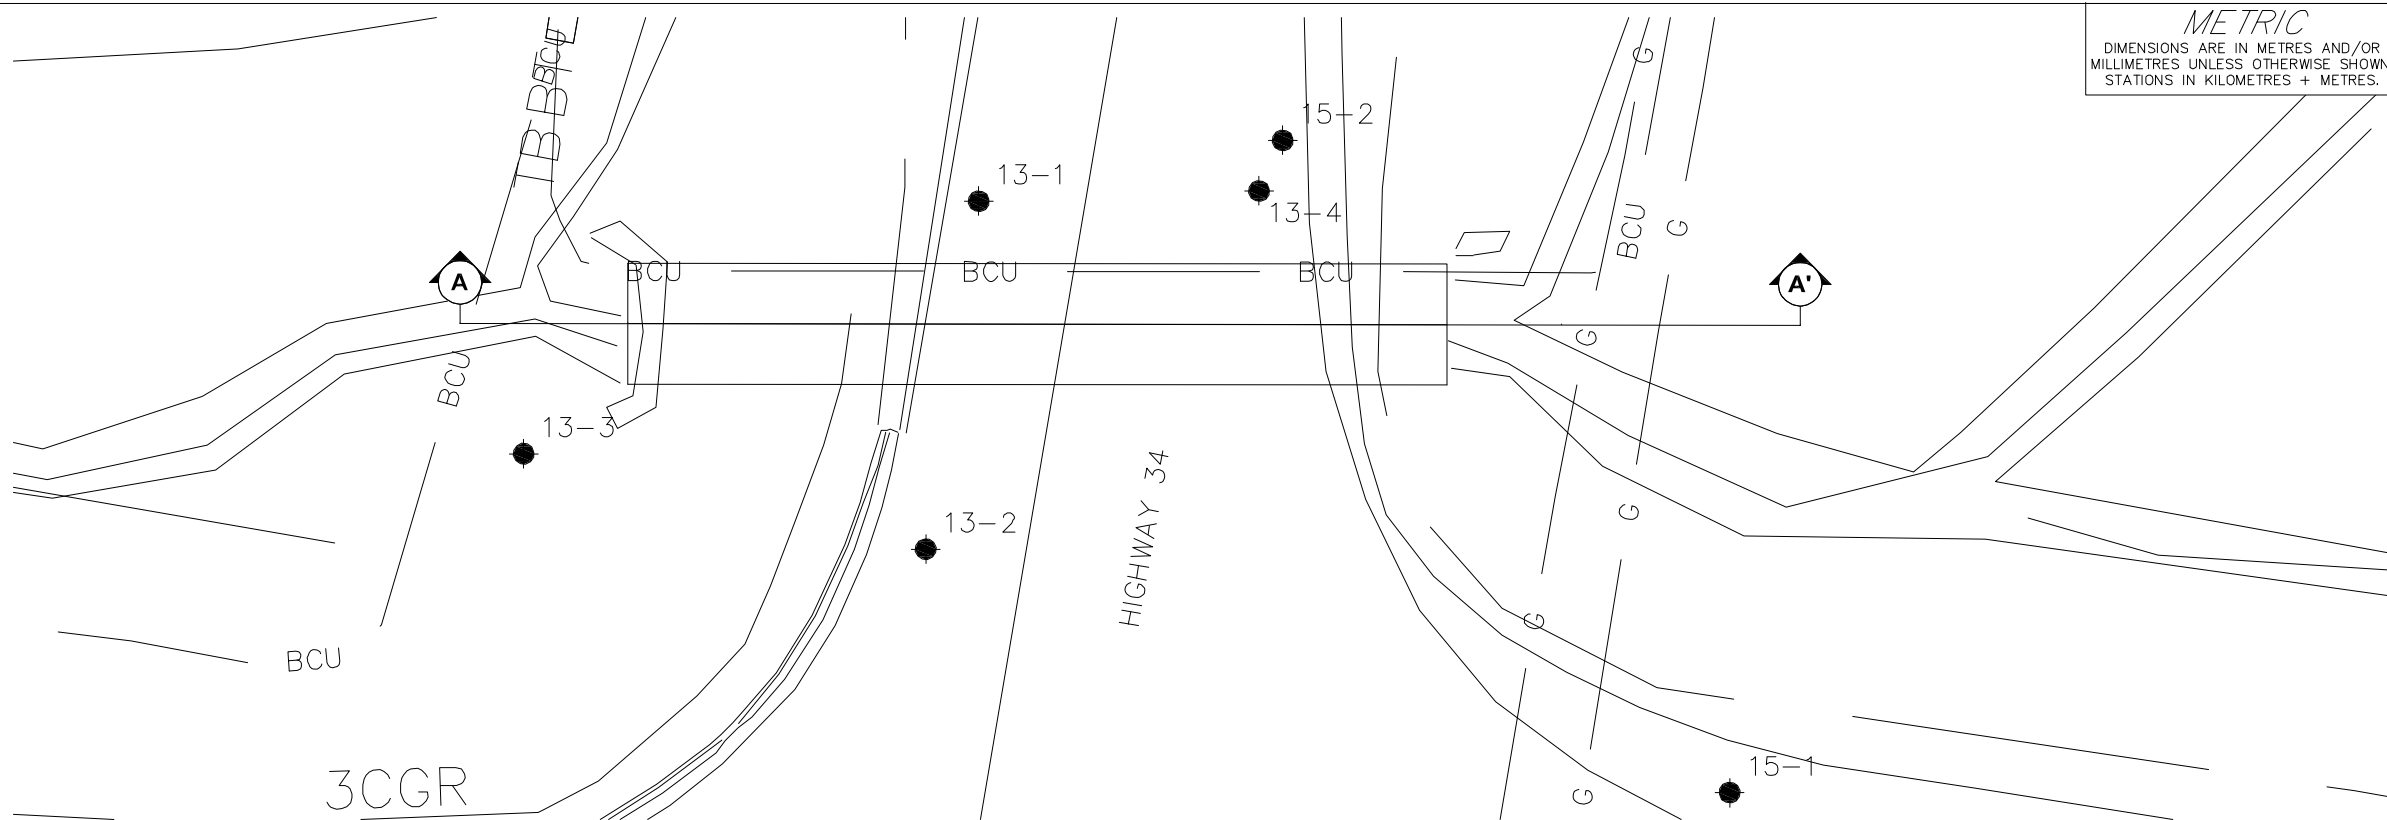 METRIC
DIMENSIONS ARE IN METRES AND/OR
MILLIMETRES UNLESS OTHERWISE SHOWN
STATIONS IN KILOMETRES + METRES.
BCU
B
B
B
B
G
15-2
13-1
13-4
BCU
G
A
BCU
BCU
BCU
A'
G
BCU
13-3
HIGHWAY 34
G
13-2
G
BCU
3CGR
15-1
G